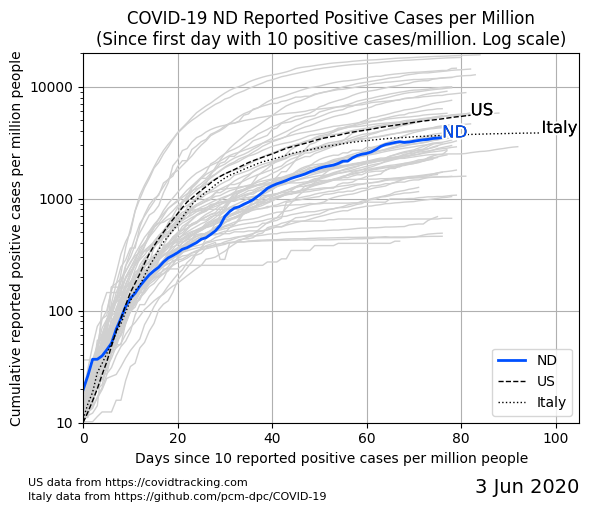 COVID-19 ND Reported Positive Cases per Million
(Since first day with 10 positive cases/million. Log scale)
Cumulative reported positive cases per million people
10000
1000
100
10
US
ND
Italy
ND
US
Italy
0
20
40
60
80
100
Days since 10 reported positive cases per million people
US data from https://covidtracking.com
Italy data from https://github.com/pcm-dpc/COVID-19
3 Jun 2020